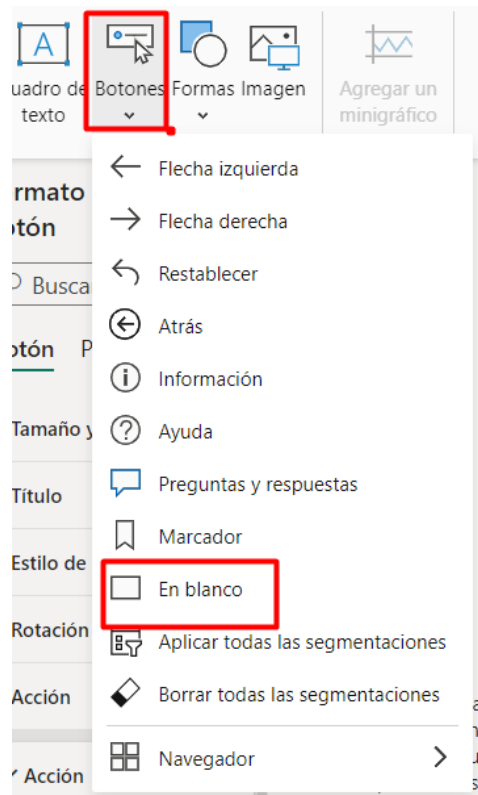 A
uadro de Botones Formas Imagen Agregar un
texto minigráfico
rmato
otón
Flecha izquierda
Flecha derecha
Restablecer
Busca
Atrás
otón P
Información
Tamaño y
Ayuda
Preguntas y respuestas
Título
Marcador
Estilo de
En blanco
Rotación
Aplicar todas las segmentaciones
Acción
Borrar todas las segmentaciones
Navegador
Acción